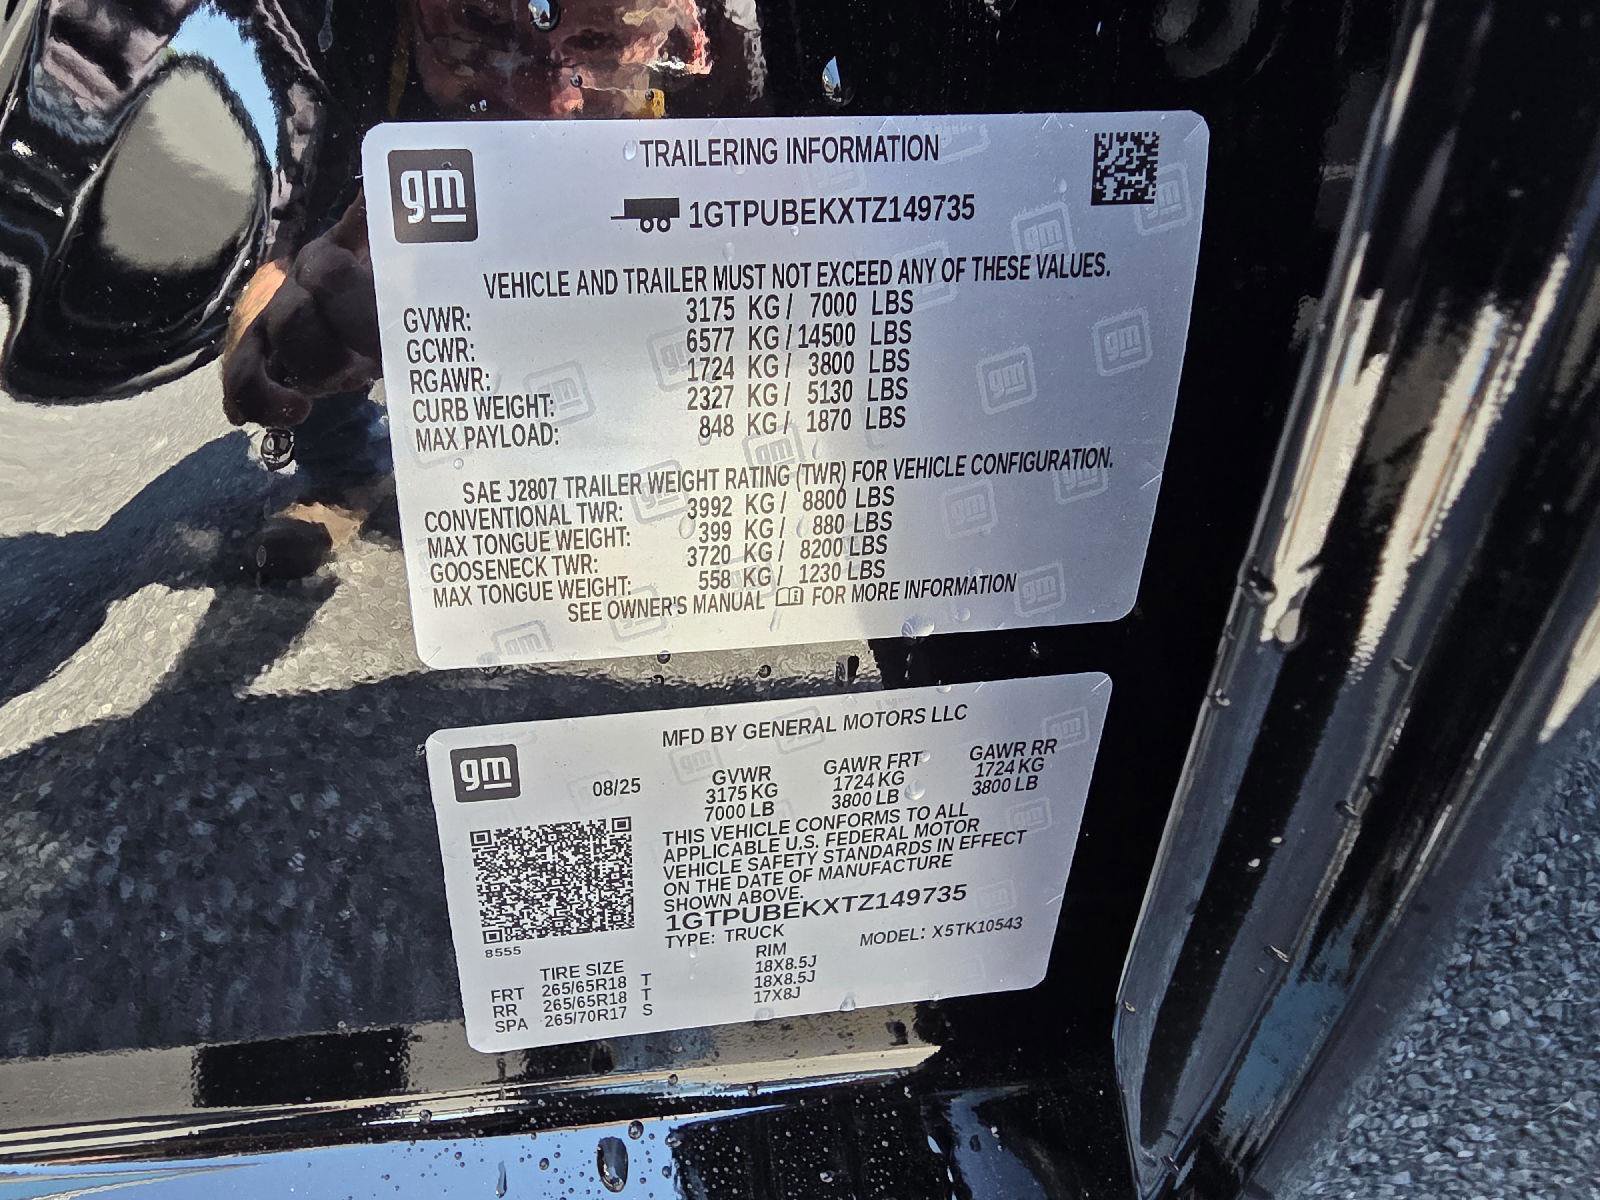 gm
TRAILERING INFORMATION
1GTPUBEKXTZ149735
VEHICLE AND TRAILER MUST NOT EXCEED ANY OF THESE VALUES.
GVWR: 3175 KG / 7000 LBS
GCWR: 6577 KG / 14500 LBS
RGAWR: 1724 KG / 3800 LBS
CURB WEIGHT: 2327 KG / 5130 LBS
MAX PAYLOAD: 848 KG / 1870 LBS
SAE J2807 TRAILER WEIGHT RATING (TWR) FOR VEHICLE CONFIGURATION.
CONVENTIONAL TWR: 3992 KG / 8800 LBS
MAX TONGUE WEIGHT: 399 KG / 880 LBS
GOOSENECK TWR: 3720 KG / 8200 LBS
MAX TONGUE WEIGHT: 558 KG / 1230 LBS
SEE OWNER'S MANUAL FOR MORE INFORMATION
gm
MFD BY GENERAL MOTORS LLC
08/25 GVWR GAWR FRT GAWR RR
3175 KG 1724 KG 1724 KG
7000 LB 3800 LB 3800 LB
THIS VEHICLE CONFORMS TO ALL
APPLICABLE U.S. FEDERAL MOTOR
VEHICLE SAFETY STANDARDS IN EFFECT
ON THE DATE OF MANUFACTURE
SHOWN ABOVE.
1GTPUBEKXTZ149735
8555
TYPE: TRUCK MODEL: X5TK10543
TIRE SIZE RIM
FRT 265/65R18 T 18X8.5J
RR 265/65R18 T 18X8.5J
SPA 265/70R17 S 17X8J